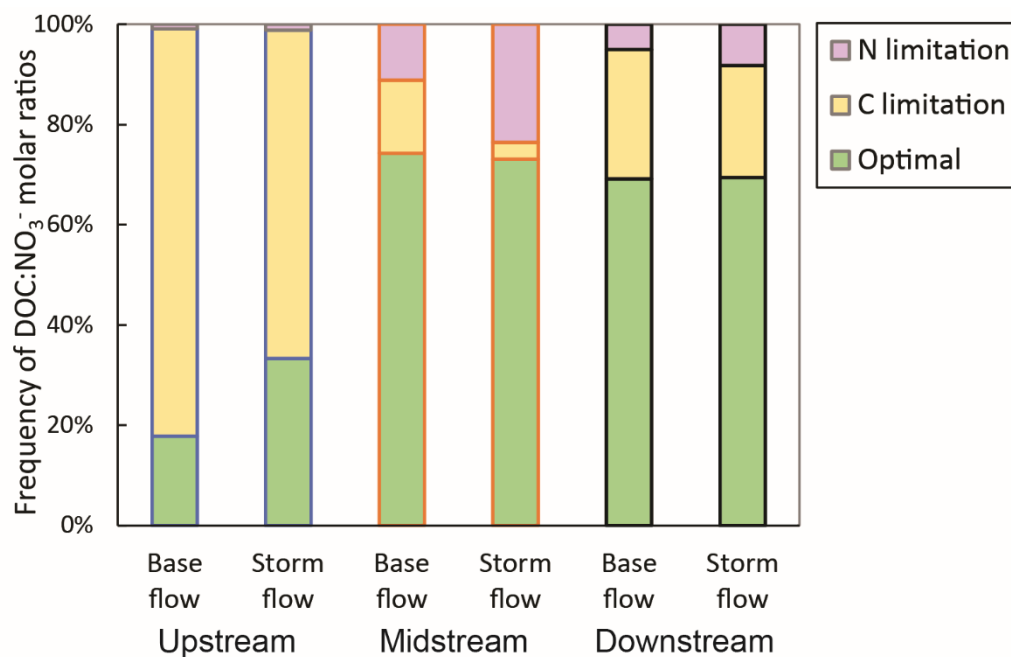 Frequency of DOC:NO₃⁻ molar ratios
100%
80%
60%
40%
20%
0%
Base flow
Storm flow
Base flow
Storm flow
Base flow
Storm flow
Upstream
Midstream
Downstream
N limitation
C limitation
Optimal